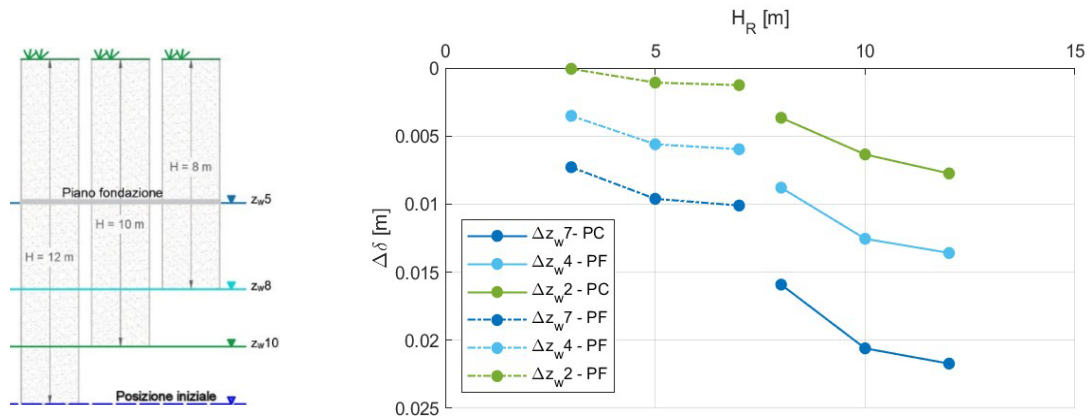 H = 8 m
Piano fondazione
z_w5
H = 10 m
H = 12 m
z_w8
z_w10
Posizione iniziale
H_R [m]
0 5 10 15
0
0.005
0.01
0.015
0.02
0.025
Δδ [m]
Δz_w7- PC
Δz_w4 - PF
Δz_w2 - PC
Δz_w7 - PF
Δz_w4 - PF
Δz_w2 - PF